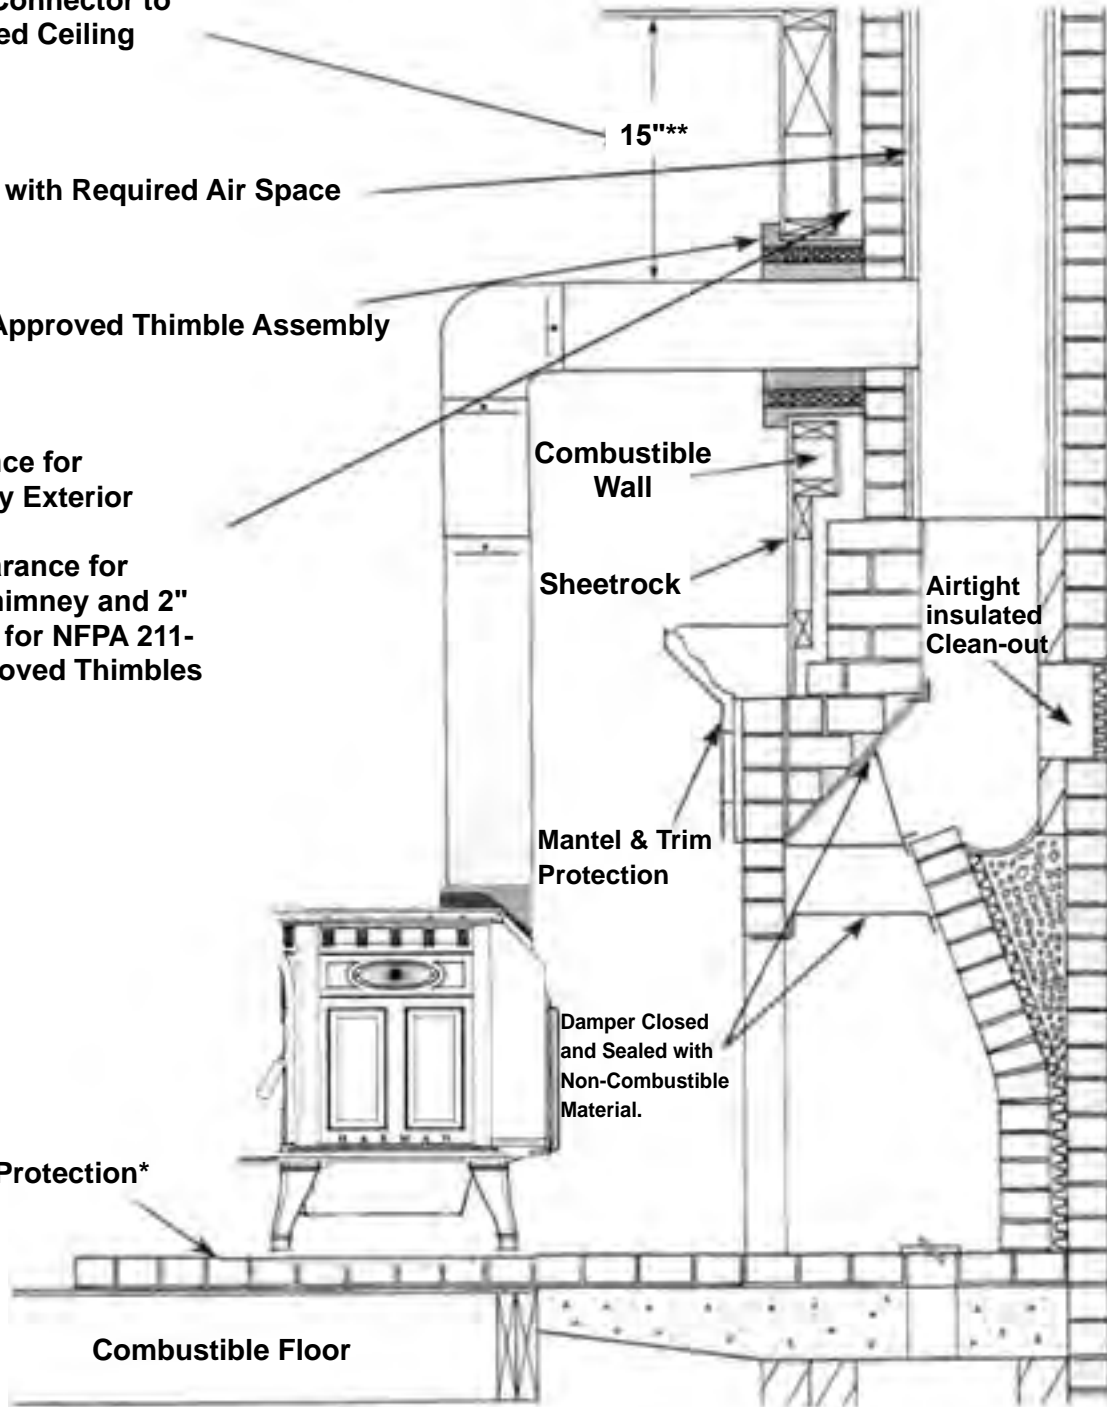 Connector to
ed Ceiling
15"**
with Required Air Space
Approved Thimble Assembly
nce for
y Exterior
arance for
himney and 2"
for NFPA 211-
oved Thimbles
Combustible
Wall
Sheetrock
Airtight
insulated
Clean-out
Mantel & Trim
Protection
Damper Closed
and Sealed with
Non-Combustible
Material.
HARMAN
Protection*
Combustible Floor